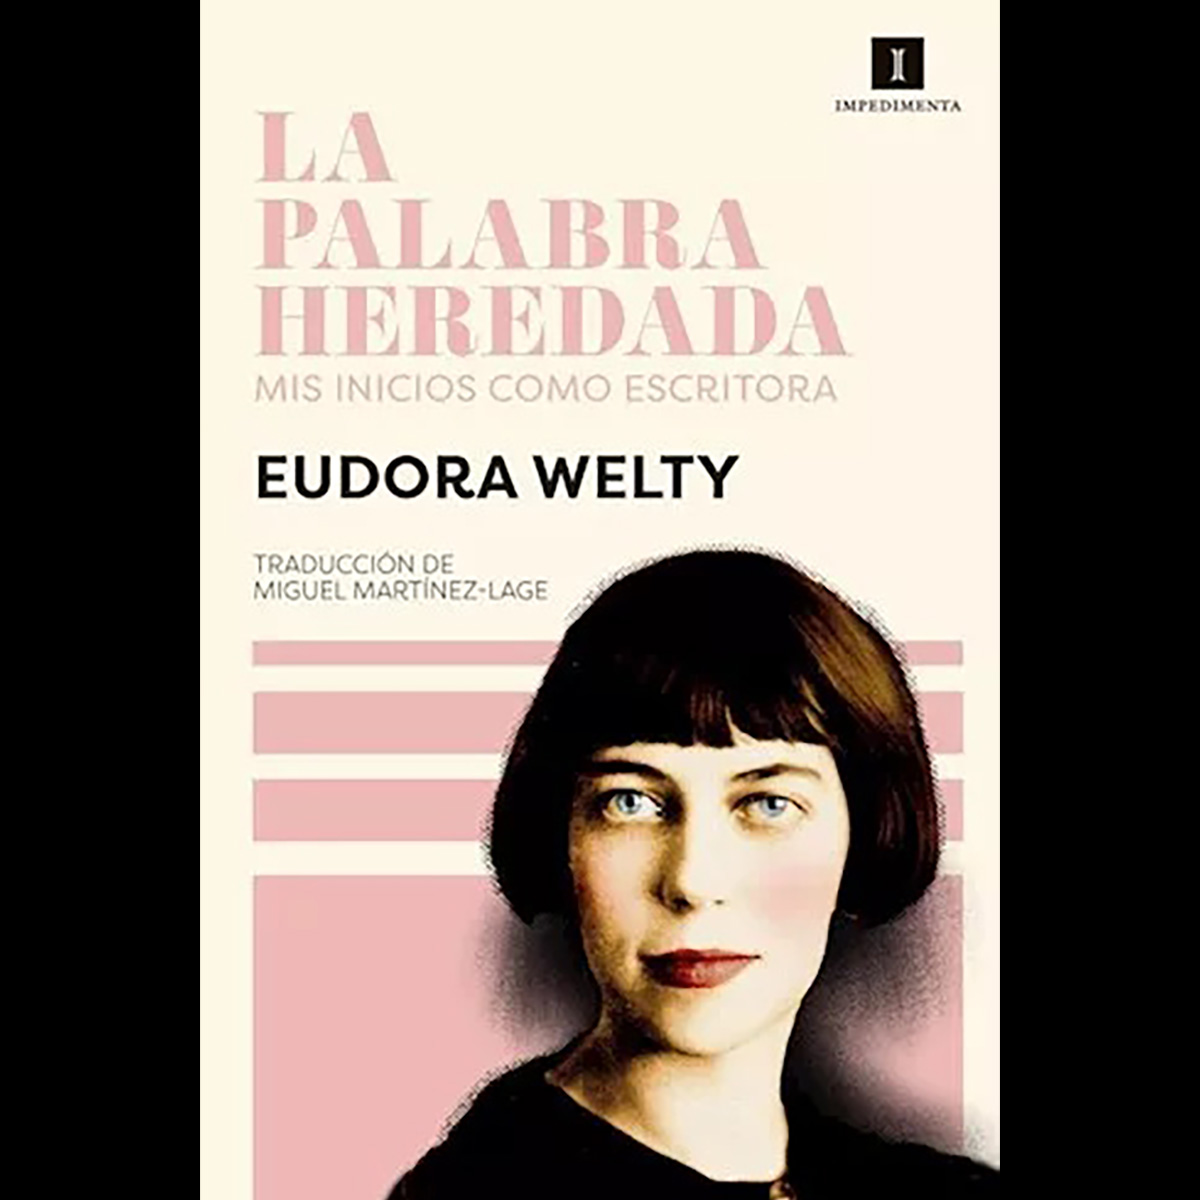 I
IMPEDIMENTA
LA
PALABRA
HEREDADA
MIS INICIOS COMO ESCRITORA
EUDORA WELTY
TRADUCCIÓN DE
MIGUEL MARTÍNEZ-LAGE